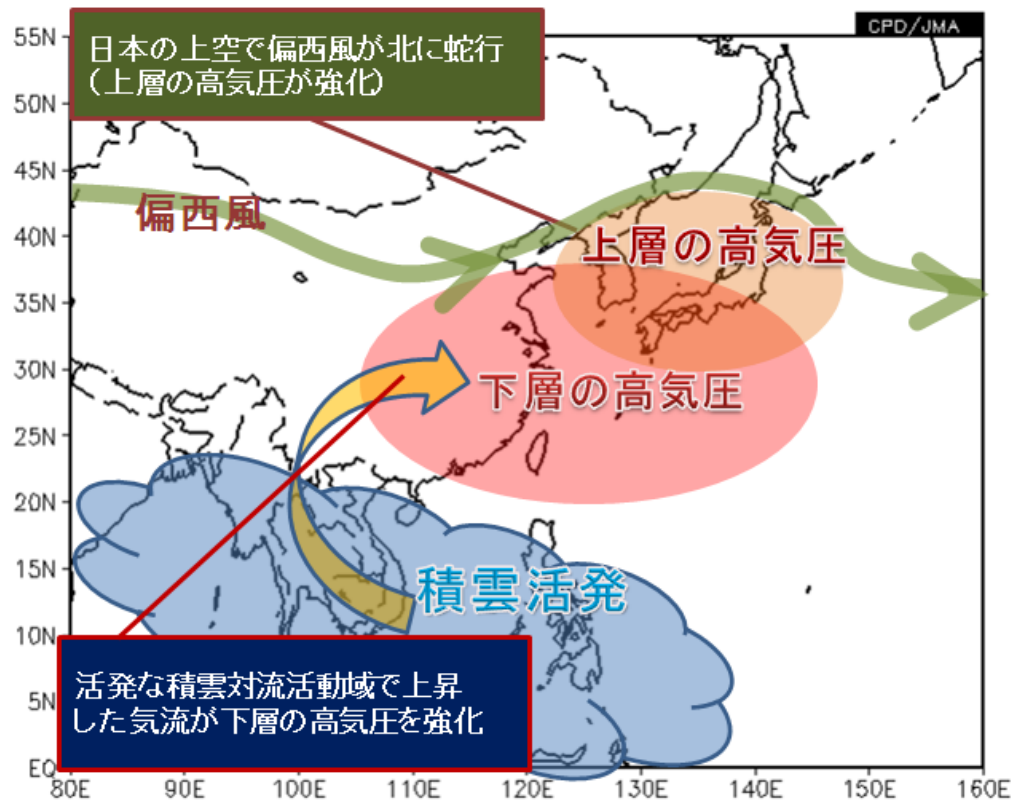 CPD/JMA
55N
日本の上空で偏西風が北に蛇行
(上層の高気圧が強化)
50N
45N
偏西風
40N
上層の高気圧
35N
30N
下層の高気圧
25N
20N
15N
積雲活発
10N
活発な積雲対流活動域で上昇
した気流が下層の高気圧を強化
5N
EQ
80E 90E 100E 110E 120E 130E 140E 150E 160E